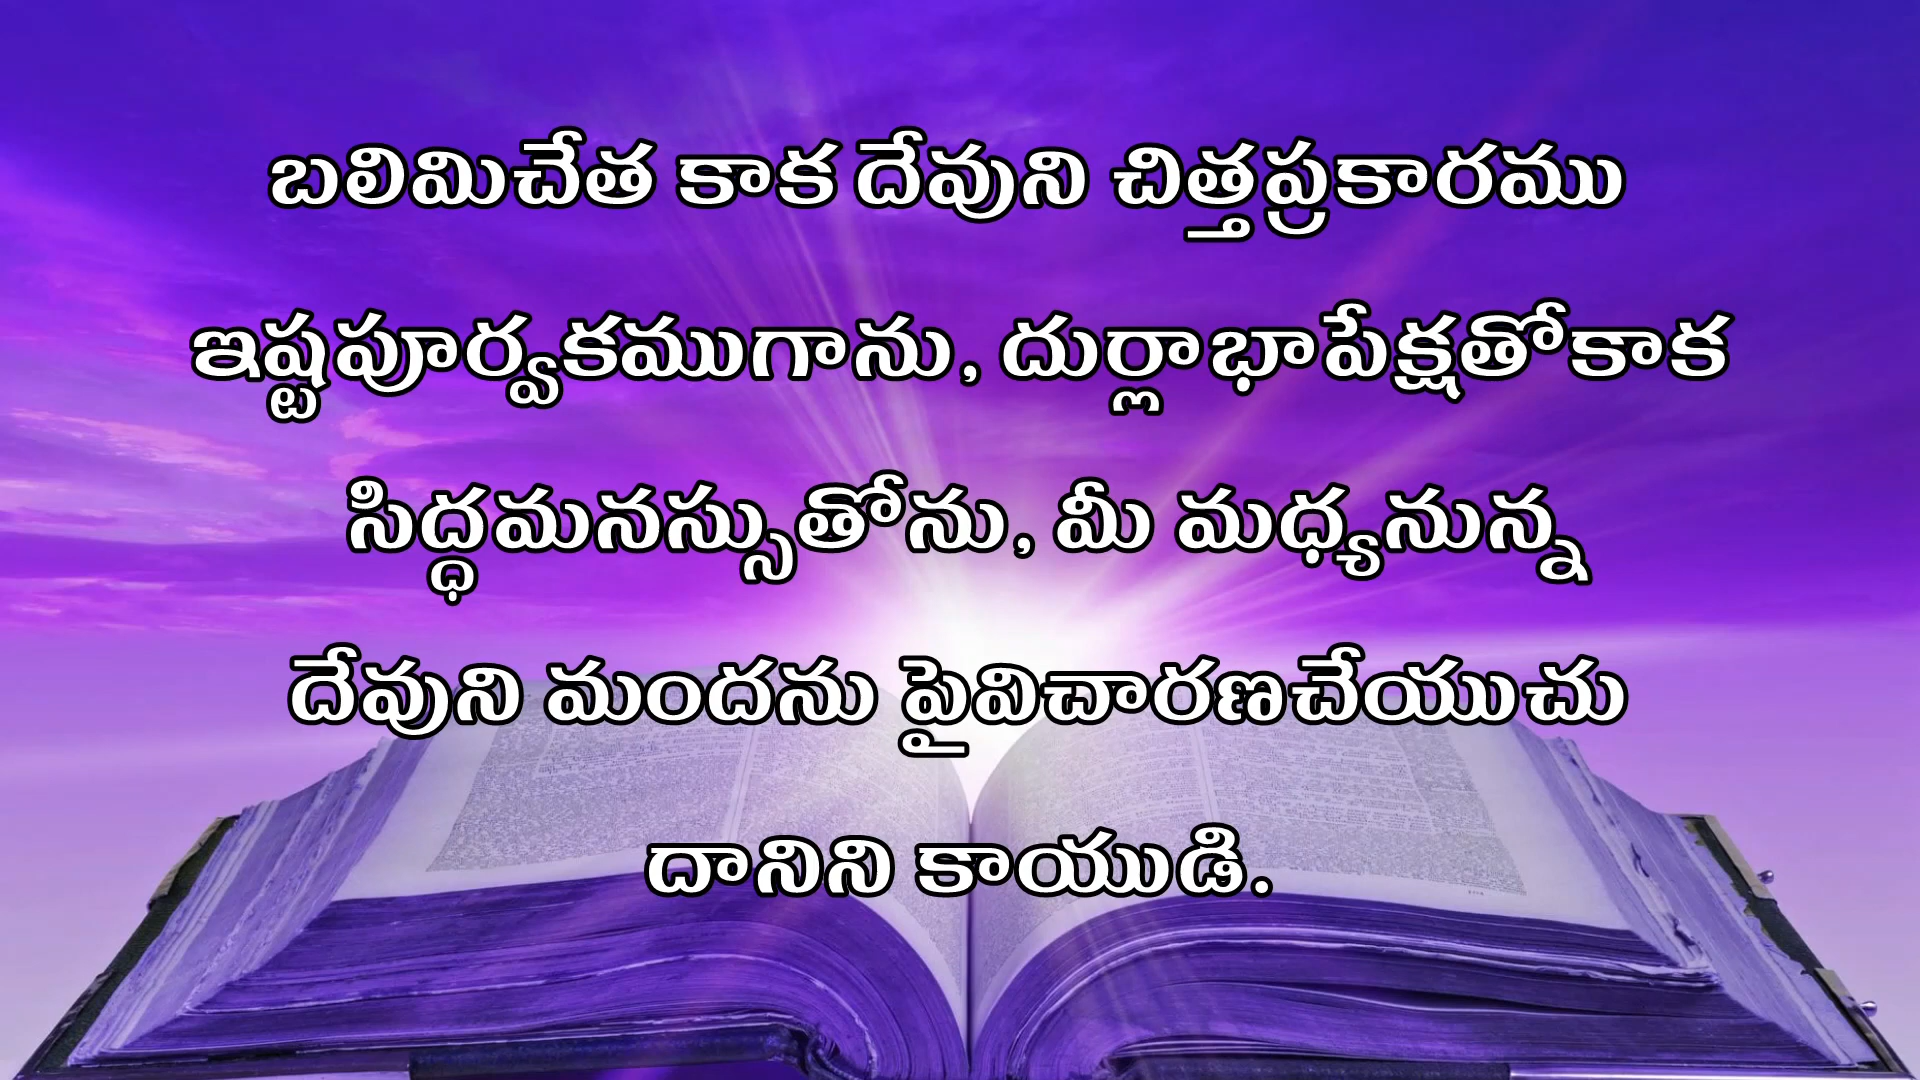 బలిమిచేత కాక దేవుని చిత్తప్రకారము
ఇష్టపూర్వకముగాను, దుర్లాభాపేక్షతోకాక
సిద్ధమనస్సుతోను, మీ మధ్యనున్న
దేవుని మందను పైవిచారణచేయుచు
దానిని కాయుడి.